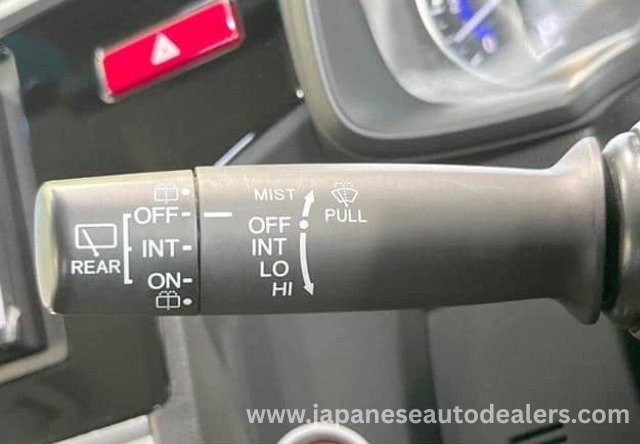 MIST
OFF
OFF
PULL
INT
INT
REAR
LO
ON
HI
www.japaneseautodealers.com